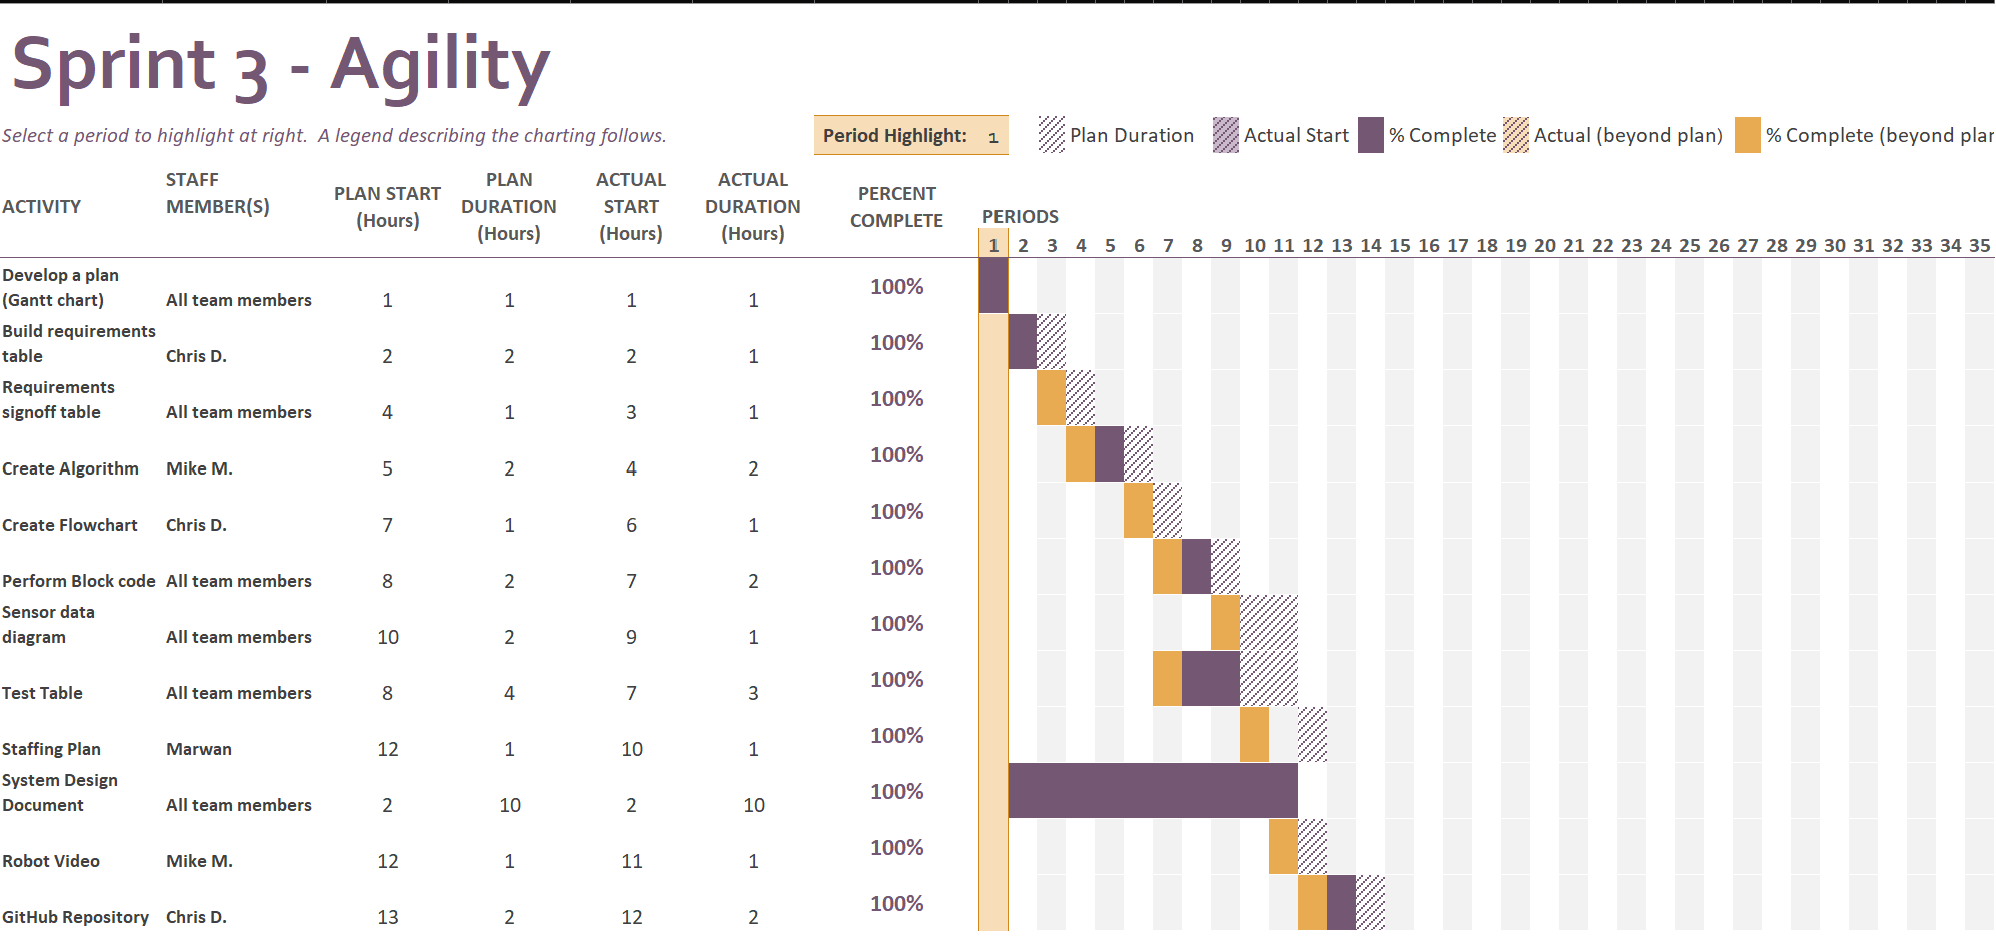 Sprint 3 - Agility
Select a period to highlight at right. A legend describing the charting follows.
Period Highlight: 1
Plan Duration
Actual Start
% Complete
Actual (beyond plan)
% Complete (beyond plan
ACTIVITY
STAFF
MEMBER(S)
PLAN START
(Hours)
PLAN
DURATION
(Hours)
ACTUAL
START
(Hours)
ACTUAL
DURATION
(Hours)
PERCENT
COMPLETE
PERIODS
1 2 3 4 5 6 7 8 9 10 11 12 13 14 15 16 17 18 19 20 21 22 23 24 25 26 27 28 29 30 31 32 33 34 35
Develop a plan
(Gantt chart) All team members 1 1 1 1 100%
Build requirements
table Chris D. 2 2 2 1 100%
Requirements
signoff table All team members 4 1 3 1 100%
Create Algorithm Mike M. 5 2 4 2 100%
Create Flowchart Chris D. 7 1 6 1 100%
Perform Block code All team members 8 2 7 2 100%
Sensor data
diagram All team members 10 2 9 1 100%
Test Table All team members 8 4 7 3 100%
Staffing Plan Marwan 12 1 10 1 100%
System Design
Document All team members 2 10 2 10 100%
Robot Video Mike M. 12 1 11 1 100%
GitHub Repository Chris D. 13 2 12 2 100%